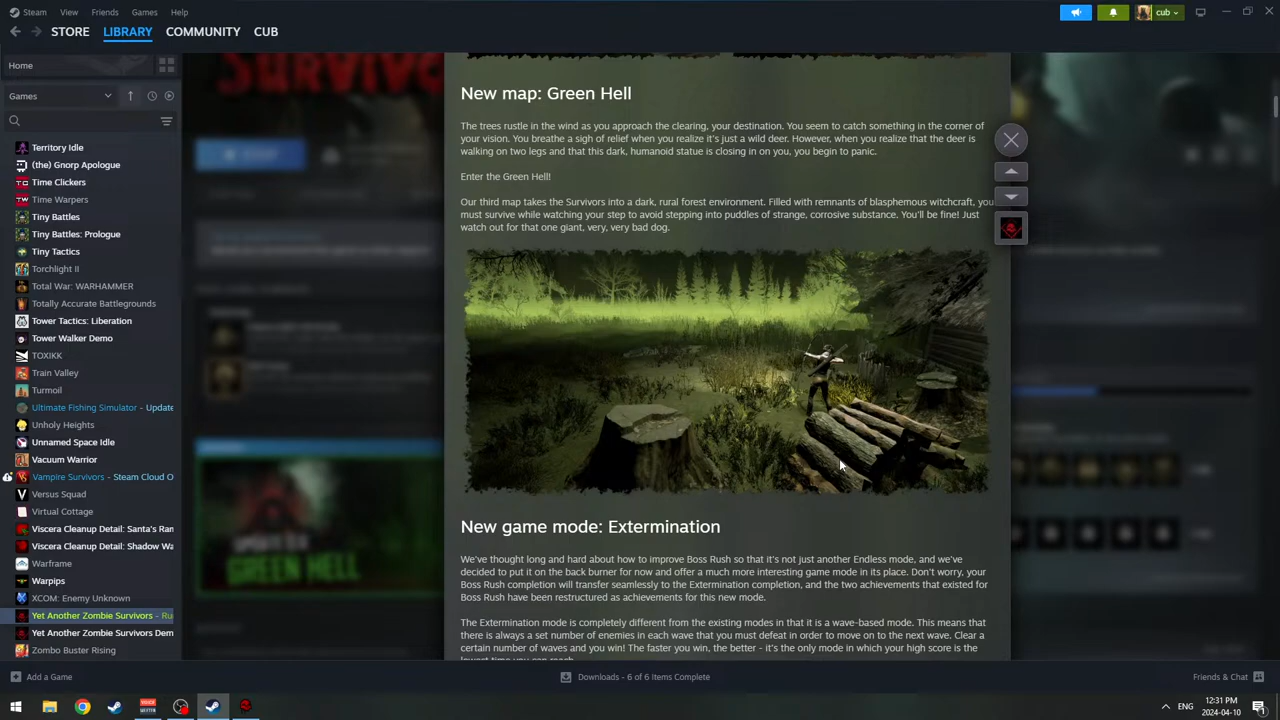 Steam View Friends Games Help
cub
STORE LIBRARY COMMUNITY CUB
Home
Games
Territory Idle
(the) Gnorp Apologue
Time Clickers
Time Warpers
Tiny Battles
Tiny Battles: Prologue
Tiny Tactics
Torchlight II
Total War: WARHAMMER
Totally Accurate Battlegrounds
Tower Tactics: Liberation
Tower Walker Demo
TOXIKK
Train Valley
Turmoil
Ultimate Fishing Simulator - Update
Unholy Heights
Unnamed Space Idle
Vacuum Warrior
Vampire Survivors - Steam Cloud O
Versus Squad
Virtual Cottage
Viscera Cleanup Detail: Santa's Ran
Viscera Cleanup Detail: Shadow Wa
Warframe
Warpips
XCOM: Enemy Unknown
Yet Another Zombie Survivors - Ru
Yet Another Zombie Survivors Dem
Zombo Buster Rising
SURVIVO
GREEN HELL
New map: Green Hell
The trees rustle in the wind as you approach the clearing, your destination. You seem to catch something in the corner of
your vision. You breathe a sigh of relief when you realize it's just a wild deer. However, when you realize that the deer is
walking on two legs and that this dark, humanoid statue is closing in on you, you begin to panic.
Enter the Green Hell!
Our third map takes the Survivors into a dark, rural forest environment. Filled with remnants of blasphemous witchcraft, you
must survive while watching your step to avoid stepping into puddles of strange, corrosive substance. You'll be fine! Just
watch out for that one giant, very, very bad dog.
New game mode: Extermination
We've thought long and hard about how to improve Boss Rush so that it's not just another Endless mode, and we've
decided to put it on the back burner for now and offer a much more interesting game mode in its place. Don't worry, your
Boss Rush completion will transfer seamlessly to the Extermination completion, and the two achievements that existed for
Boss Rush have been restructured as achievements for this new mode.
The Extermination mode is completely different from the existing modes in that it is a wave-based mode. This means that
there is always a set number of enemies in each wave that you must defeat in order to move on to the next wave. Clear a
certain number of waves and you win! The faster you win, the better - it's the only mode in which your high score is the
lowest time you can reach
Add a Game
Downloads - 6 of 6 Items Complete
Friends & Chat
ENG
12:31 PM
2024-04-10